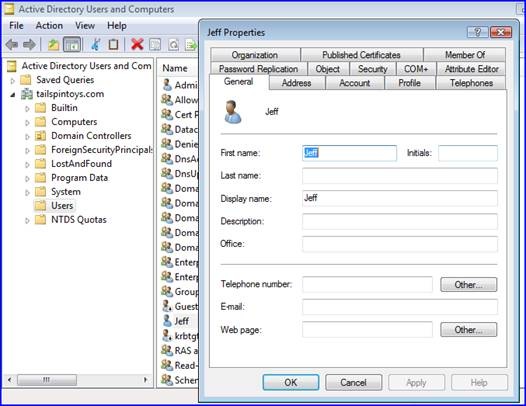 Active Directory Users and Computers
File Action View Help
Active Directory Users and Com
Saved Queries
tailspintoys.com
Builtin
Computers
Domain Controllers
ForeignSecurityPrincipals
LostAndFound
Program Data
System
Users
NTDS Quotas
Name
Admi
Allow
Cert P
Datac
Denie
DnsAc
DnsUp
Doma
Doma
Doma
Doma
Doma
Enterp
Enterp
Group
Guest
Jeff
krbtgt
RAS a
Read-
Schem
Jeff Properties
Organization Published Certificates Member Of
Password Replication Object Security COM+ Attribute Editor
General Address Account Profile Telephones
Jeff
First name: Jeff Initials:
Last name:
Display name: Jeff
Description:
Office:
Telephone number: Other...
E-mail:
Web page: Other...
OK Cancel Apply Help